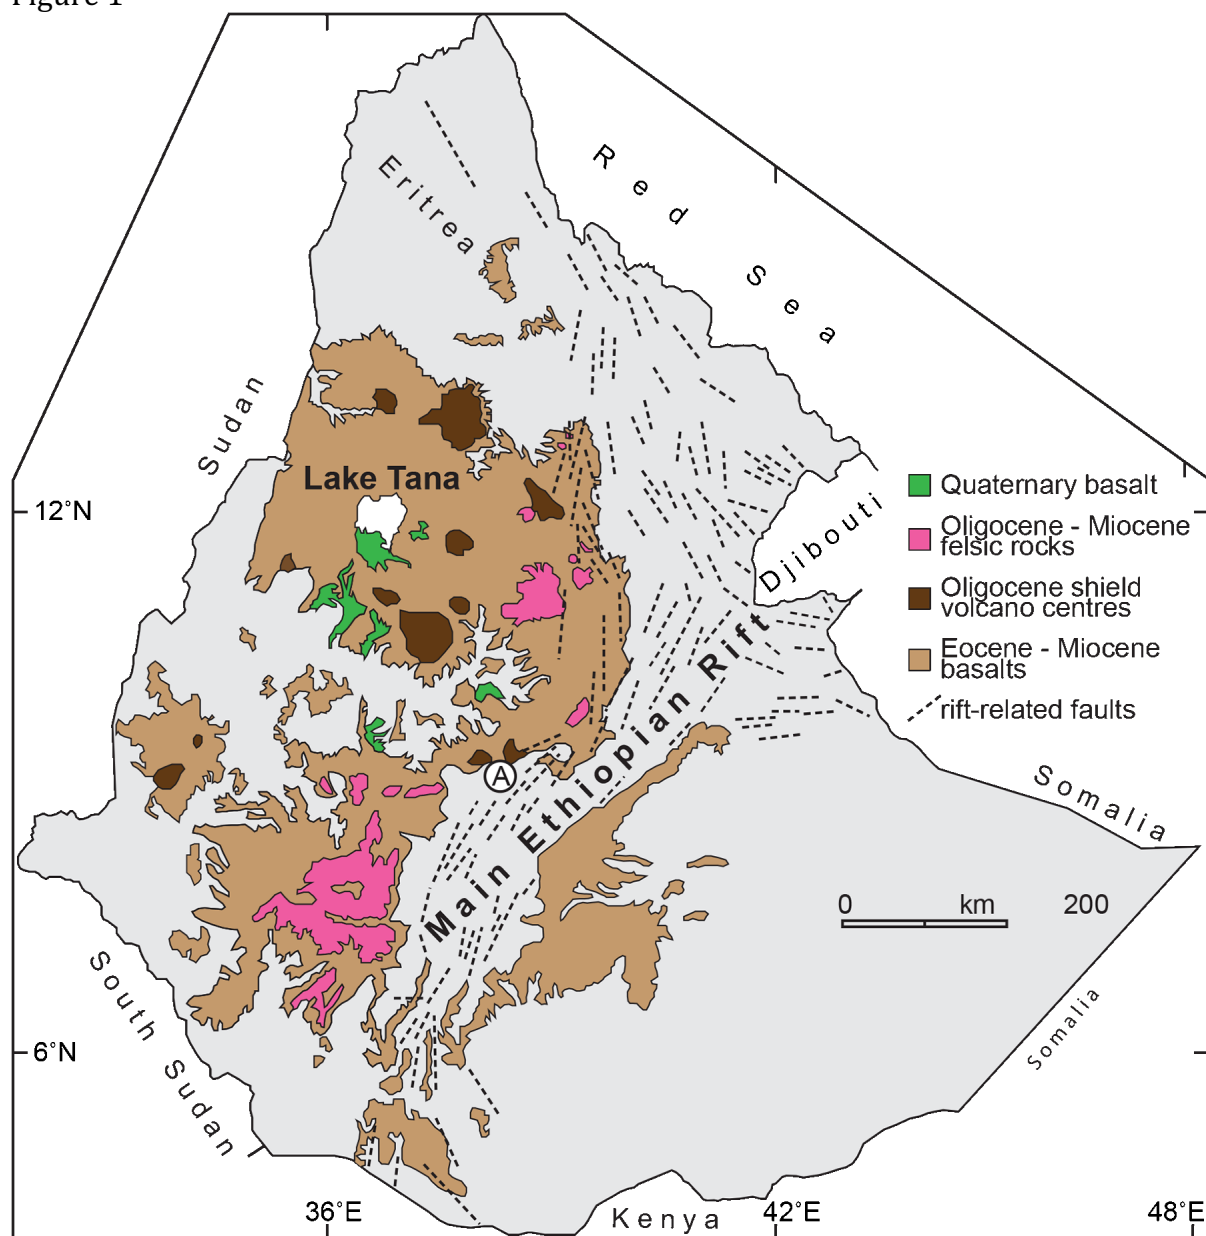 Figure 1
Red Sea
Eritrea
Sudan
Lake Tana
12°N
Quaternary basalt
Oligocene - Miocene
felsic rocks
Oligocene shield
volcano centres
Eocene - Miocene
basalts
rift-related faults
Djibouti
Main Ethiopian Rift
A
Somalia
0 km 200
South Sudan
Somalia
6°N
36°E
Kenya
42°E
48°E